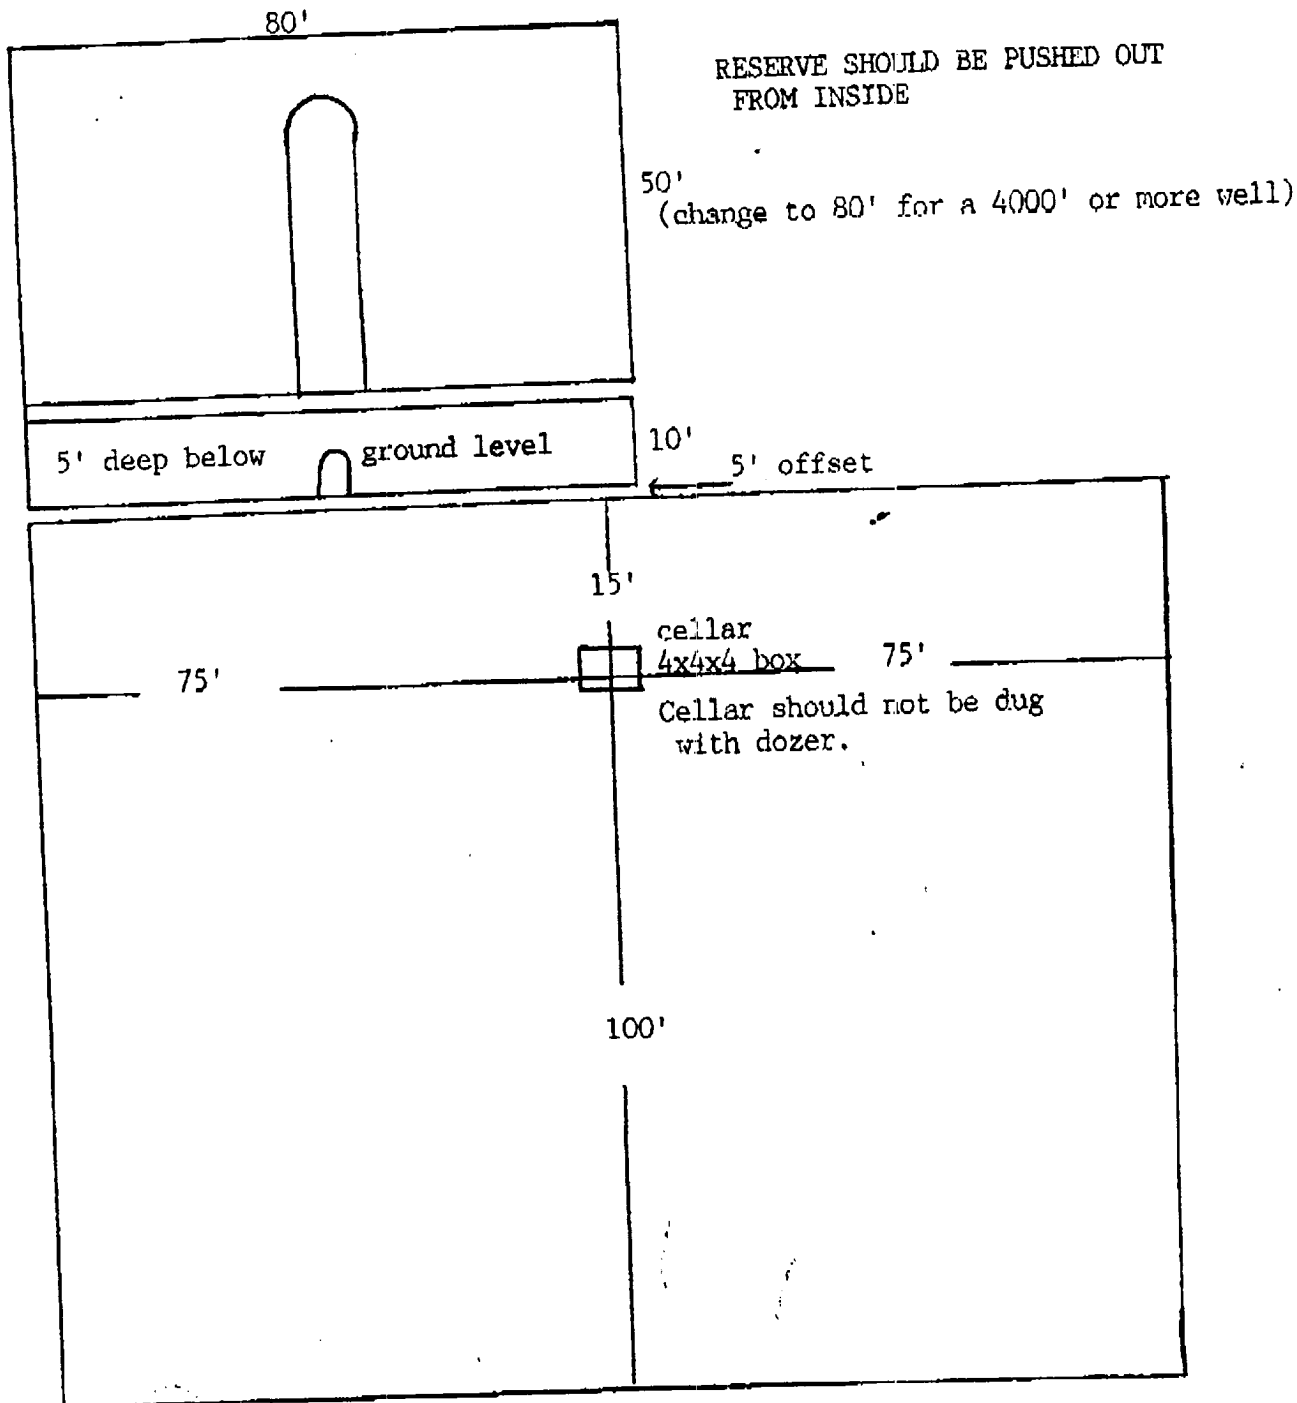 80'
RESERVE SHOULD BE PUSHED OUT
FROM INSIDE
50'
(change to 80' for a 4000' or more well)
5' deep below ground level
10'
5' offset
15'
cellar
4x4x4 box
75'
75'
Cellar should not be dug
with dozer.
100'